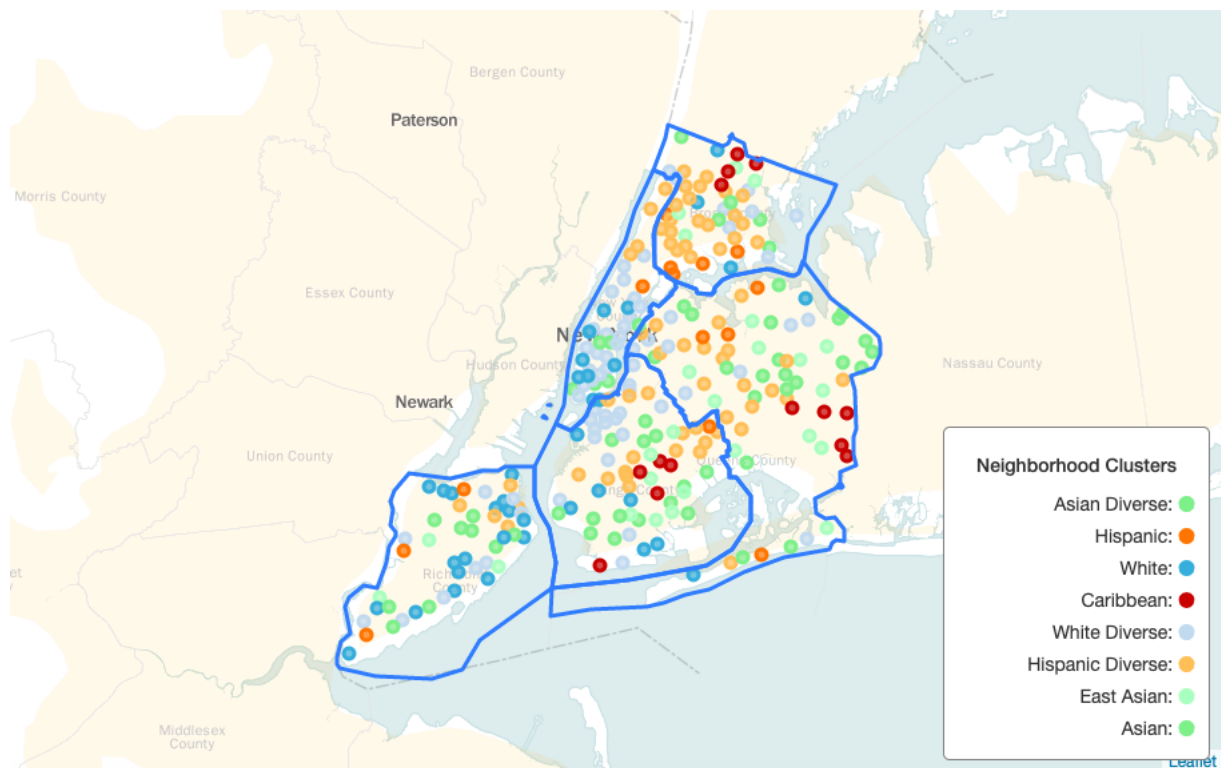 Bergen County
Paterson
Morris County
Essex County
Hudson County
Nassau County
Newark
Union County
Queens County
Neighborhood Clusters
Asian Diverse:
Hispanic:
White:
Caribbean:
White Diverse:
Hispanic Diverse:
East Asian:
Asian:
County
Middlesex
County
Leaflet